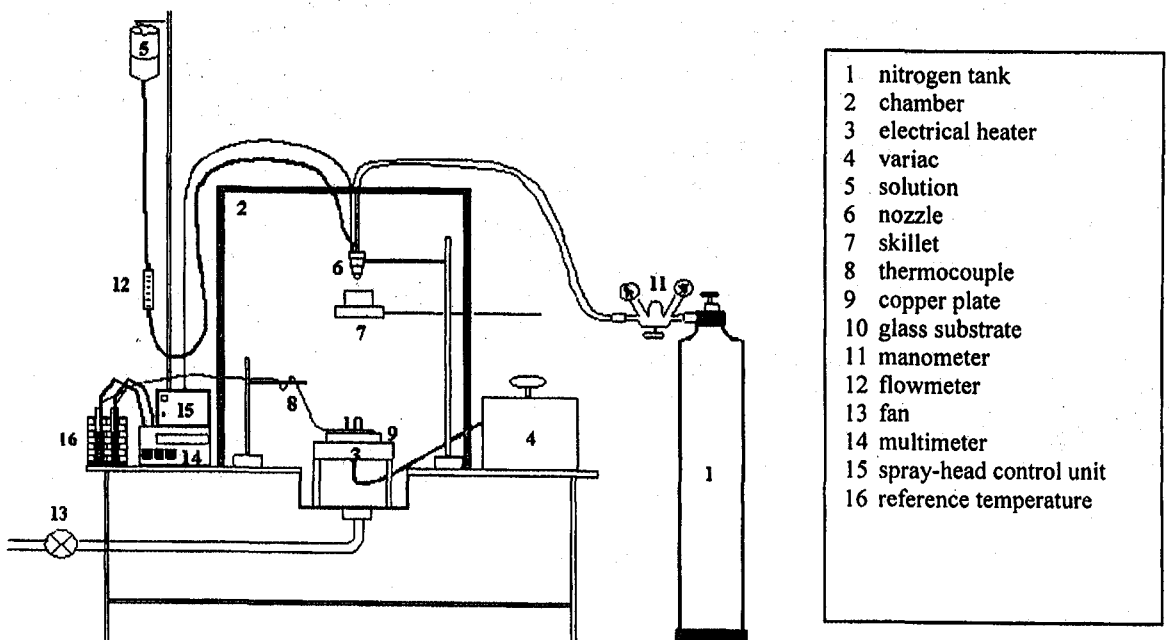 5
2
6
12
11
7
8
15
16
10
9
3
4
14
1
13
1 nitrogen tank
2 chamber
3 electrical heater
4 variac
5 solution
6 nozzle
7 skillet
8 thermocouple
9 copper plate
10 glass substrate
11 manometer
12 flowmeter
13 fan
14 multimeter
15 spray-head control unit
16 reference temperature